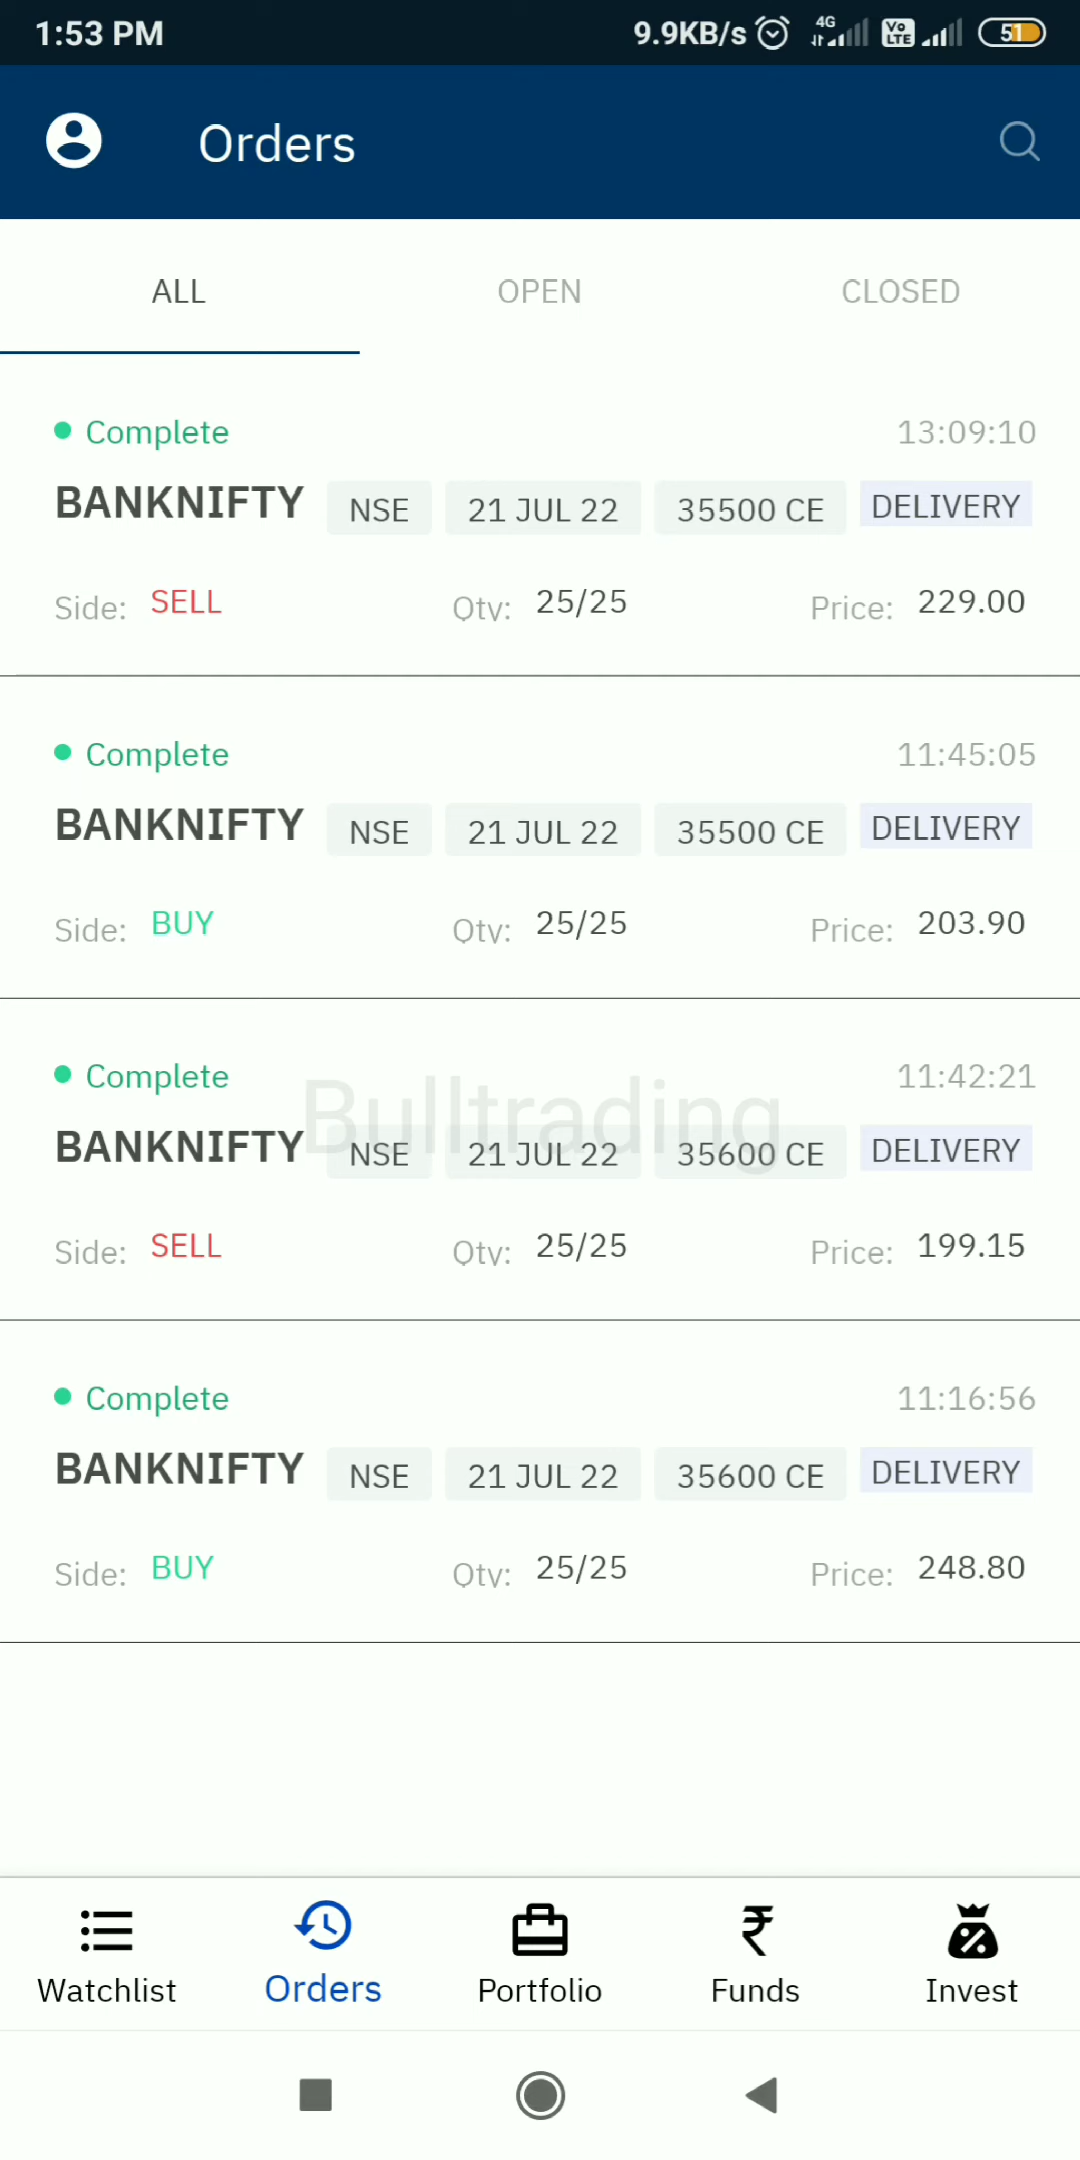 1:53 PM 9.9KB/s 4G Vo LTE 51
Orders
ALL OPEN CLOSED
Complete 13:09:10
BANKNIFTY NSE 21 JUL 22 35500 CE DELIVERY
Side: SELL Qty: 25/25 Price: 229.00
Complete 11:45:05
BANKNIFTY NSE 21 JUL 22 35500 CE DELIVERY
Side: BUY Qty: 25/25 Price: 203.90
Complete 11:42:21
Bulltrading
BANKNIFTY NSE 21 JUL 22 35600 CE DELIVERY
Side: SELL Qty: 25/25 Price: 199.15
Complete 11:16:56
BANKNIFTY NSE 21 JUL 22 35600 CE DELIVERY
Side: BUY Qty: 25/25 Price: 248.80
Watchlist Orders Portfolio Funds Invest